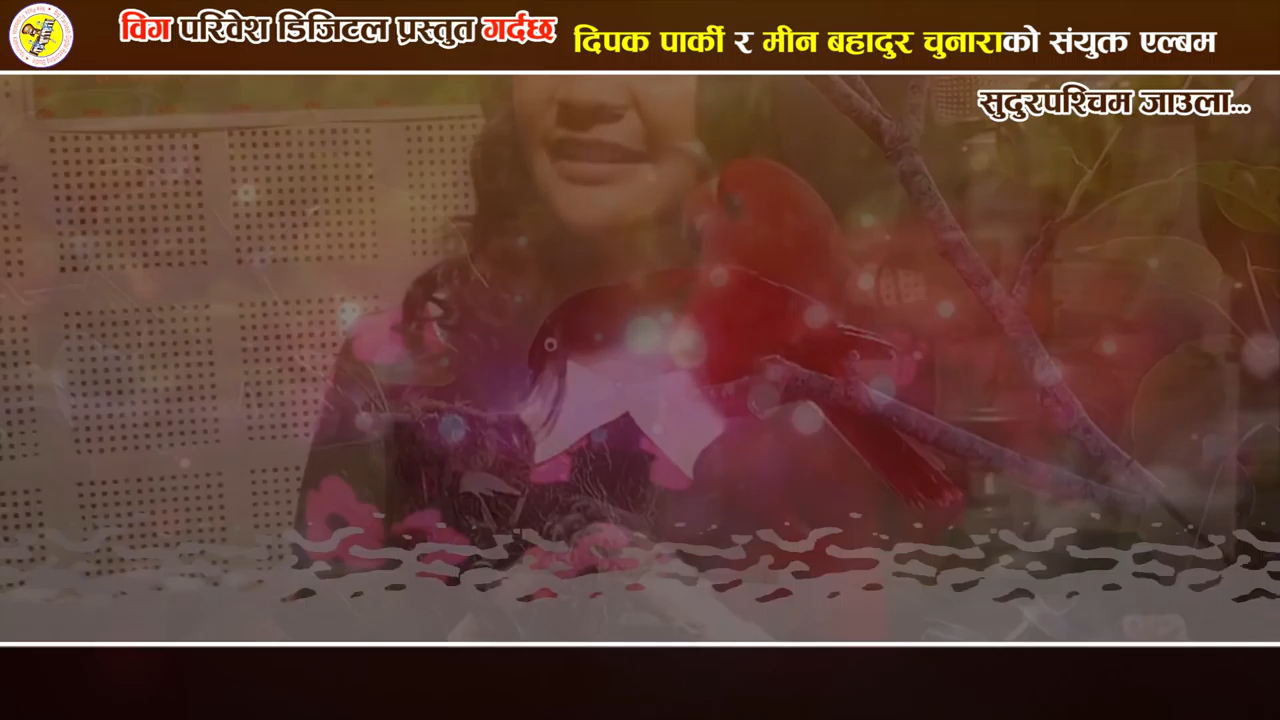 विग परिवेश डिजिटल प्रस्तुत गर्दछ
दिपक पार्की र मीन बहादुर चुनाराको संयुक्त एल्बम
सुदुरपश्चिम जाउला...